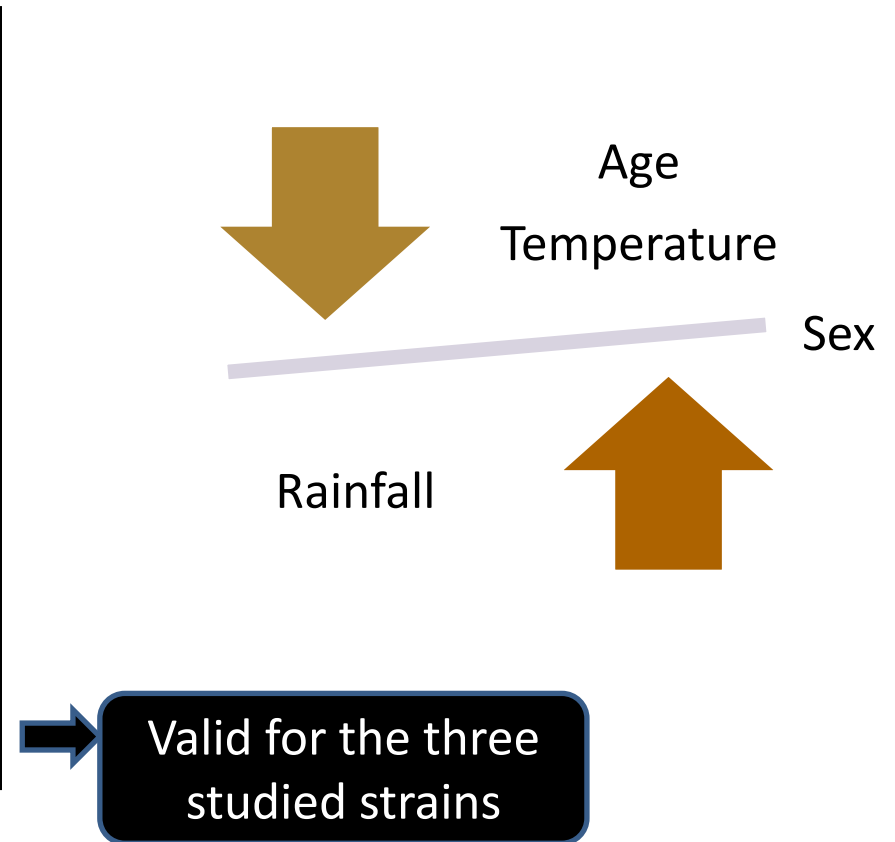 Age
Temperature
Sex
Rainfall
Valid for the three
studied strains